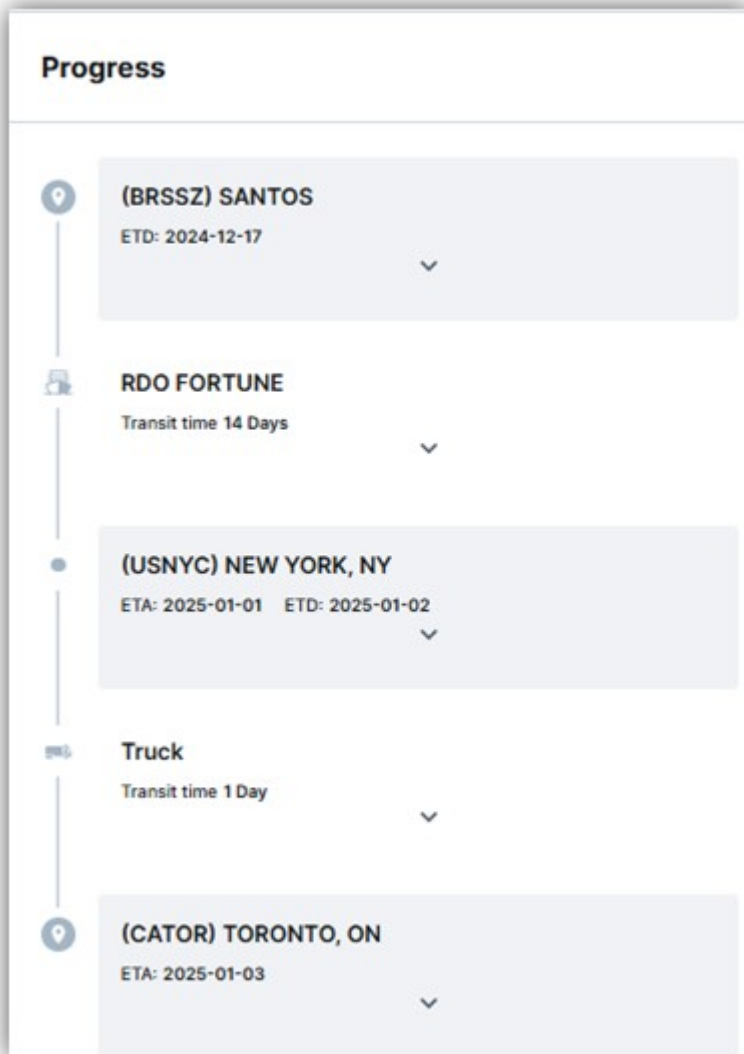 Progress
(BRSSZ) SANTOS
ETD: 2024-12-17
RDO FORTUNE
Transit time 14 Days
(USNYC) NEW YORK, NY
ETA: 2025-01-01 ETD: 2025-01-02
Truck
Transit time 1 Day
(CATOR) TORONTO, ON
ETA: 2025-01-03